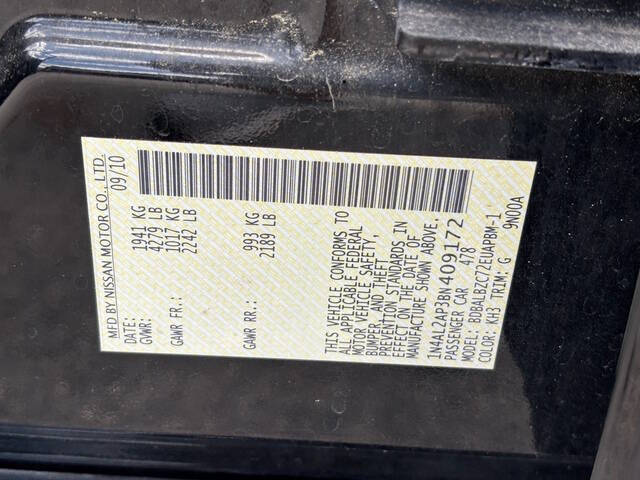 MFD BY NISSAN MOTOR CO., LTD.
DATE: 09/10
GVWR: 1941 KG
4279 LB
GAWR FR.: 1017 KG
2242 LB
GAWR RR.: 993 KG
2189 LB
THIS VEHICLE CONFORMS TO
ALL APPLICABLE FEDERAL
MOTOR VEHICLE SAFETY,
BUMPER, AND THEFT
PREVENTION STANDARDS IN
EFFECT ON THE DATE OF
MANUFACTURE SHOWN ABOVE.
1N4AL2AP3BN409172
PASSENGER CAR 478
MODEL: BDBALBZC72EUAPBM-1
COLOR: KH3 TRIM: G 9N00A